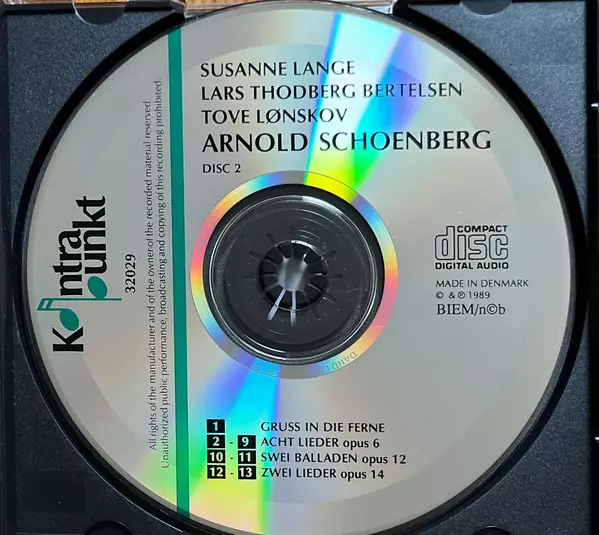 SUSANNE LANGE
LARS THODBERG BERTELSEN
TOVE LØNSKOV
ARNOLD SCHOENBERG
DISC 2
Kontra
punkt
32029
All rights of the manufacturer and of the owner of the recorded material reserved
Unauthorized public performance, broadcasting and copying of this recording prohibited.
COMPACT
disc
DIGITAL AUDIO
MADE IN DENMARK
© & ℗ 1989
BIEM/n©b
1 GRUSS IN DIE FERNE
2 - 9 ACHT LIEDER opus 6
10 - 11 SWEI BALLADEN opus 12
12 - 13 ZWEI LIEDER opus 14